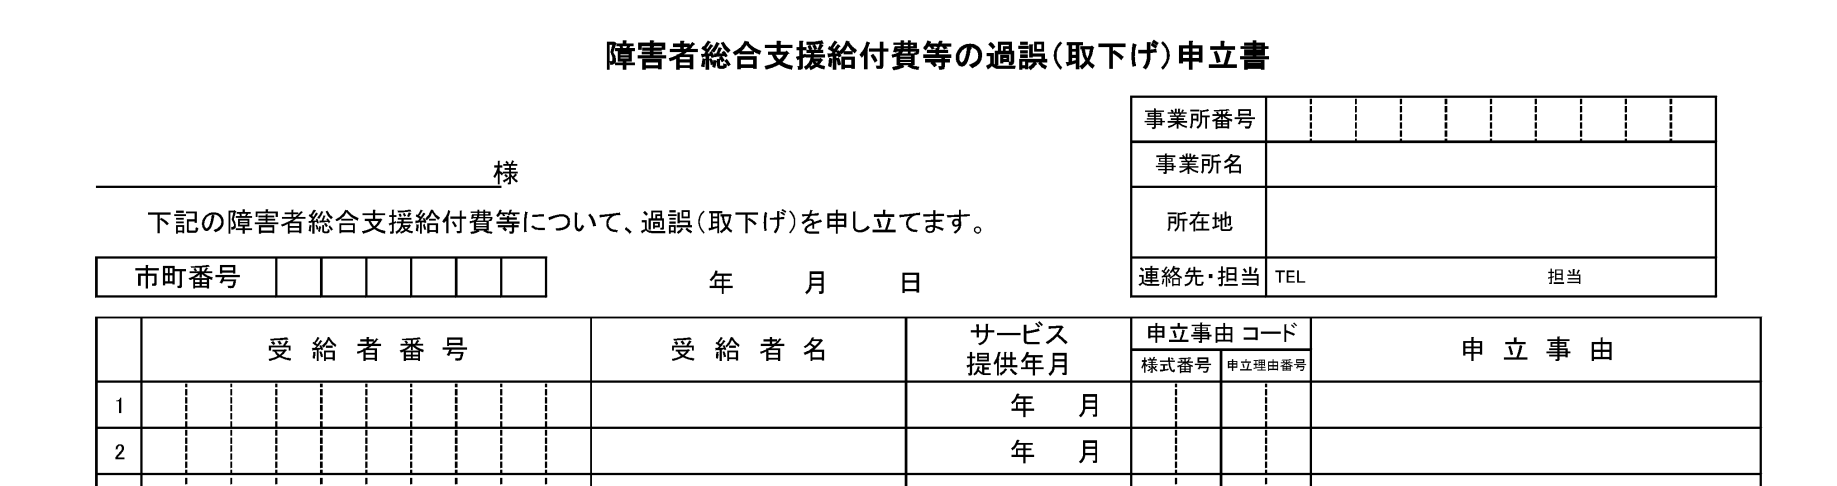 障害者総合支援給付費等の過誤（取下げ）申立書
事業所番号
事業所名
様
所在地
下記の障害者総合支援給付費等について、過誤（取下げ）を申し立てます。
連絡先・担当 TEL 担当
市町番号
年 月 日
受給者番号 受給者名 サービス提供年月 申立事由コード 申立事由
様式番号 申立理由番号
1 年 月
2 年 月